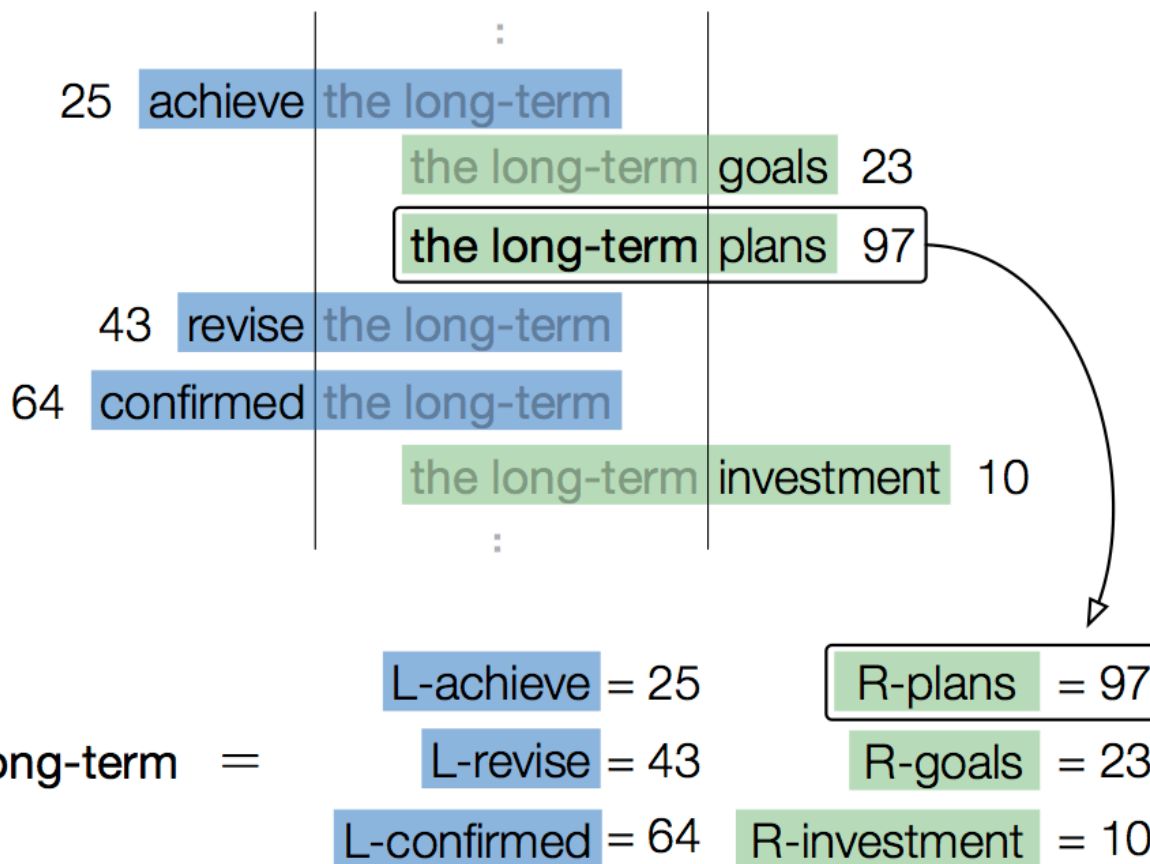 :
25 achieve the long-term
the long-term goals 23
the long-term plans 97
43 revise the long-term
64 confirmed the long-term
the long-term investment 10
:
L-achieve = 25 R-plans = 97
ong-term = L-revise = 43 R-goals = 23
L-confirmed = 64 R-investment = 10